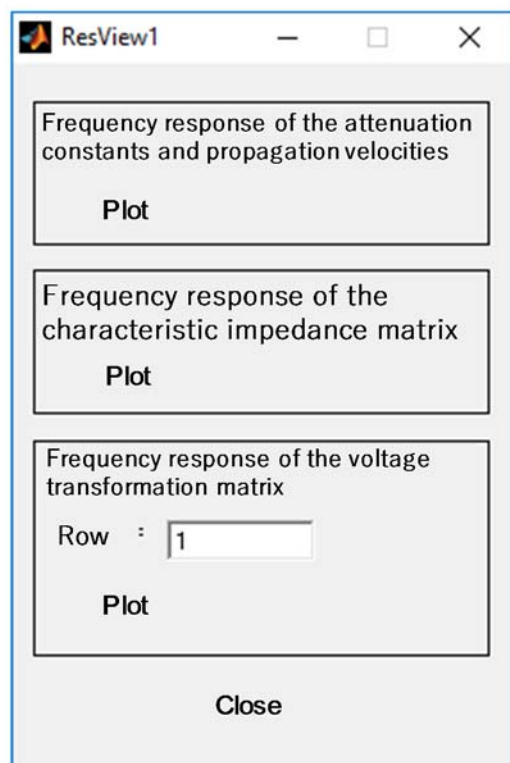 ResView1
Frequency response of the attenuation
constants and propagation velocities
Plot
Frequency response of the
characteristic impedance matrix
Plot
Frequency response of the voltage
transformation matrix
Row : 1
Plot
Close